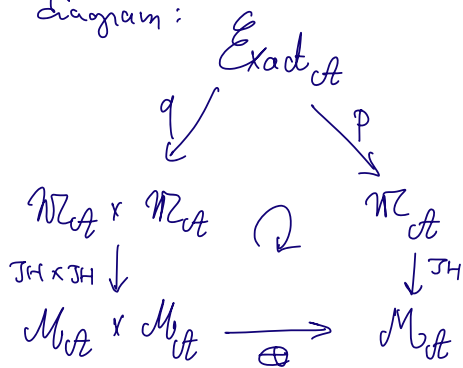 diagram :
Exact_𝒜
q p
𝔐_𝒜 × 𝔐_𝒜 𝔐_𝒜
JH × JH JH
ℳ_𝒜 × ℳ_𝒜 ℳ_𝒜
⊕